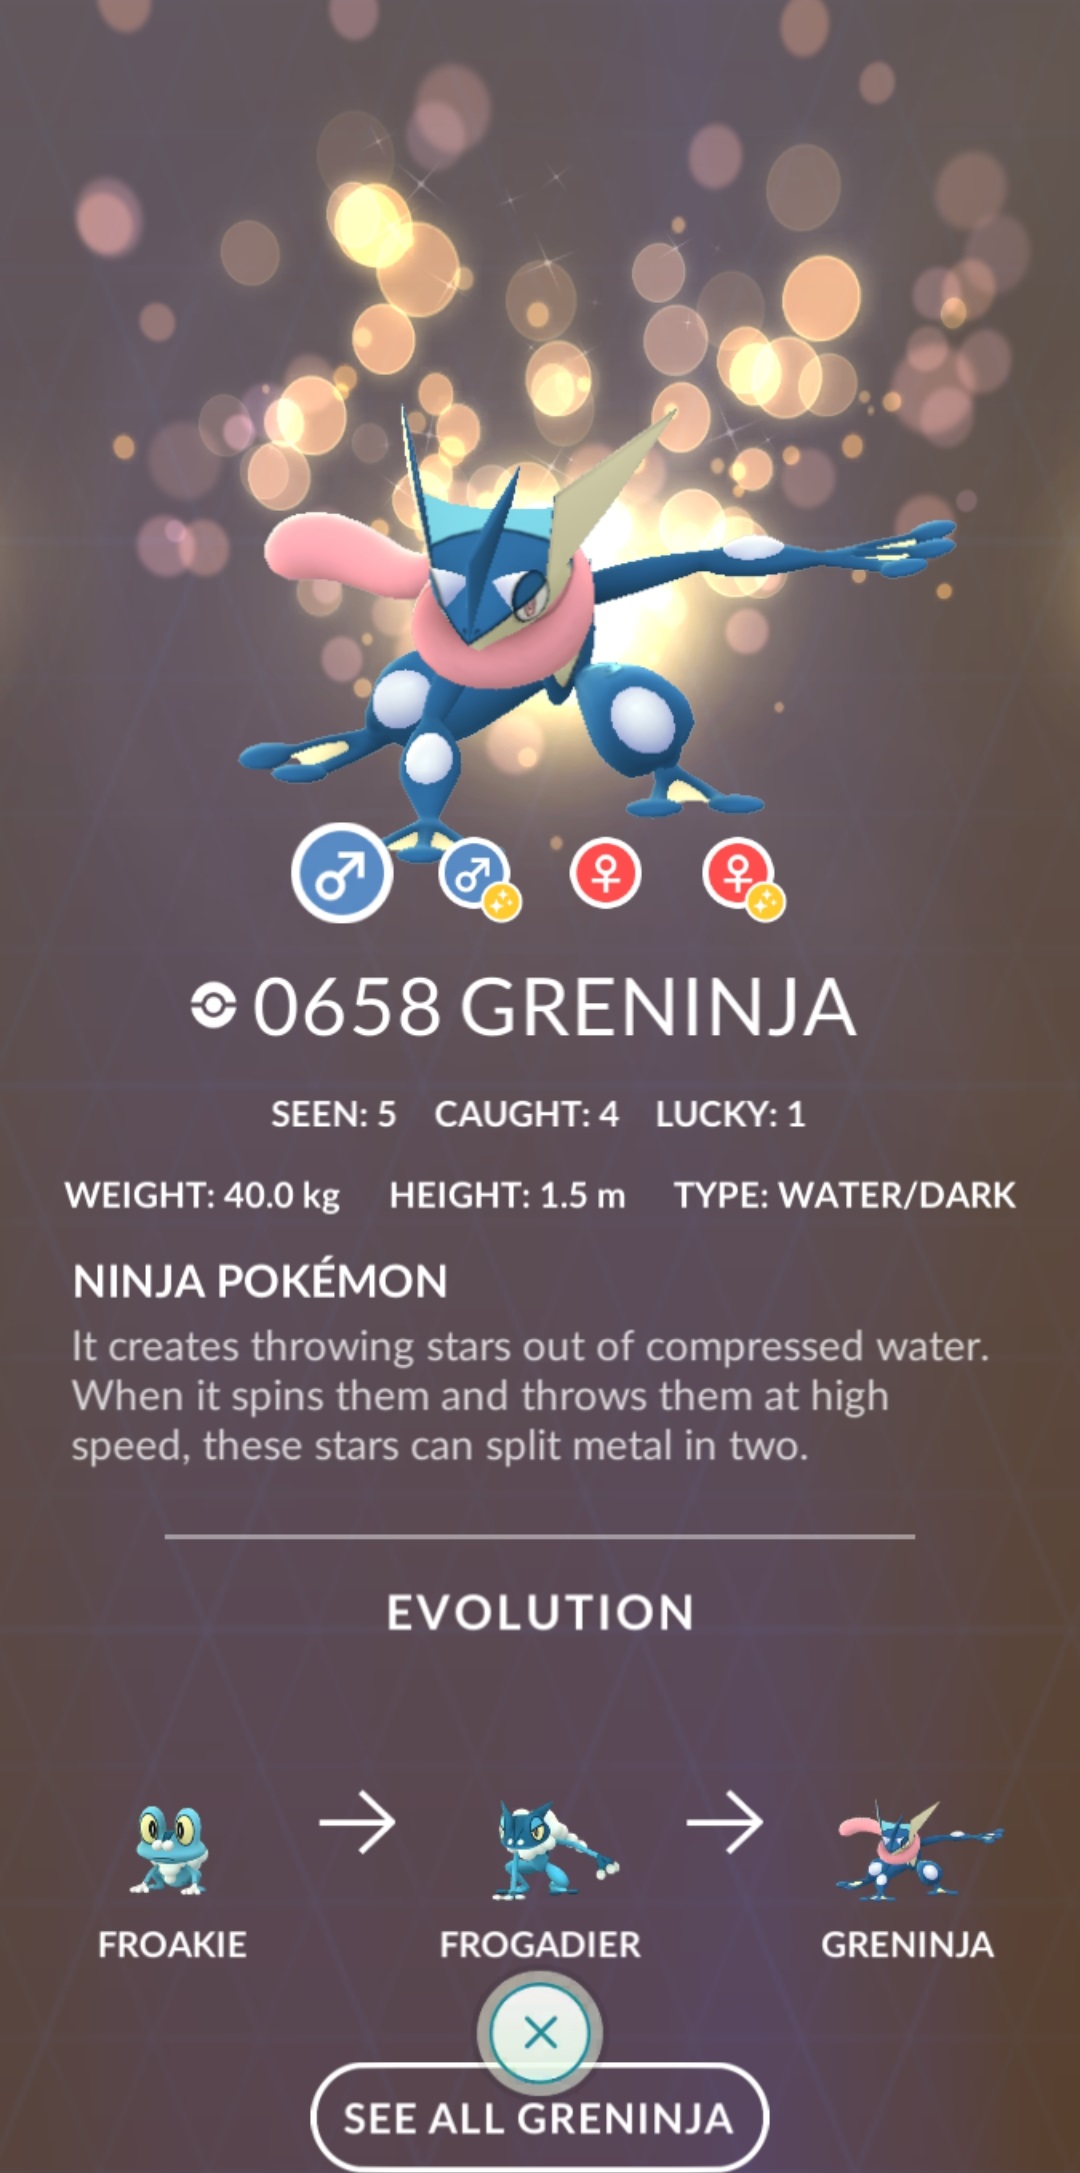 0658 GRENINJA
SEEN: 5 CAUGHT: 4 LUCKY: 1
WEIGHT: 40.0 kg HEIGHT: 1.5 m TYPE: WATER/DARK
NINJA POKÉMON
It creates throwing stars out of compressed water.
When it spins them and throws them at high
speed, these stars can split metal in two.
EVOLUTION
FROAKIE FROGADIER GRENINJA
SEE ALL GRENINJA